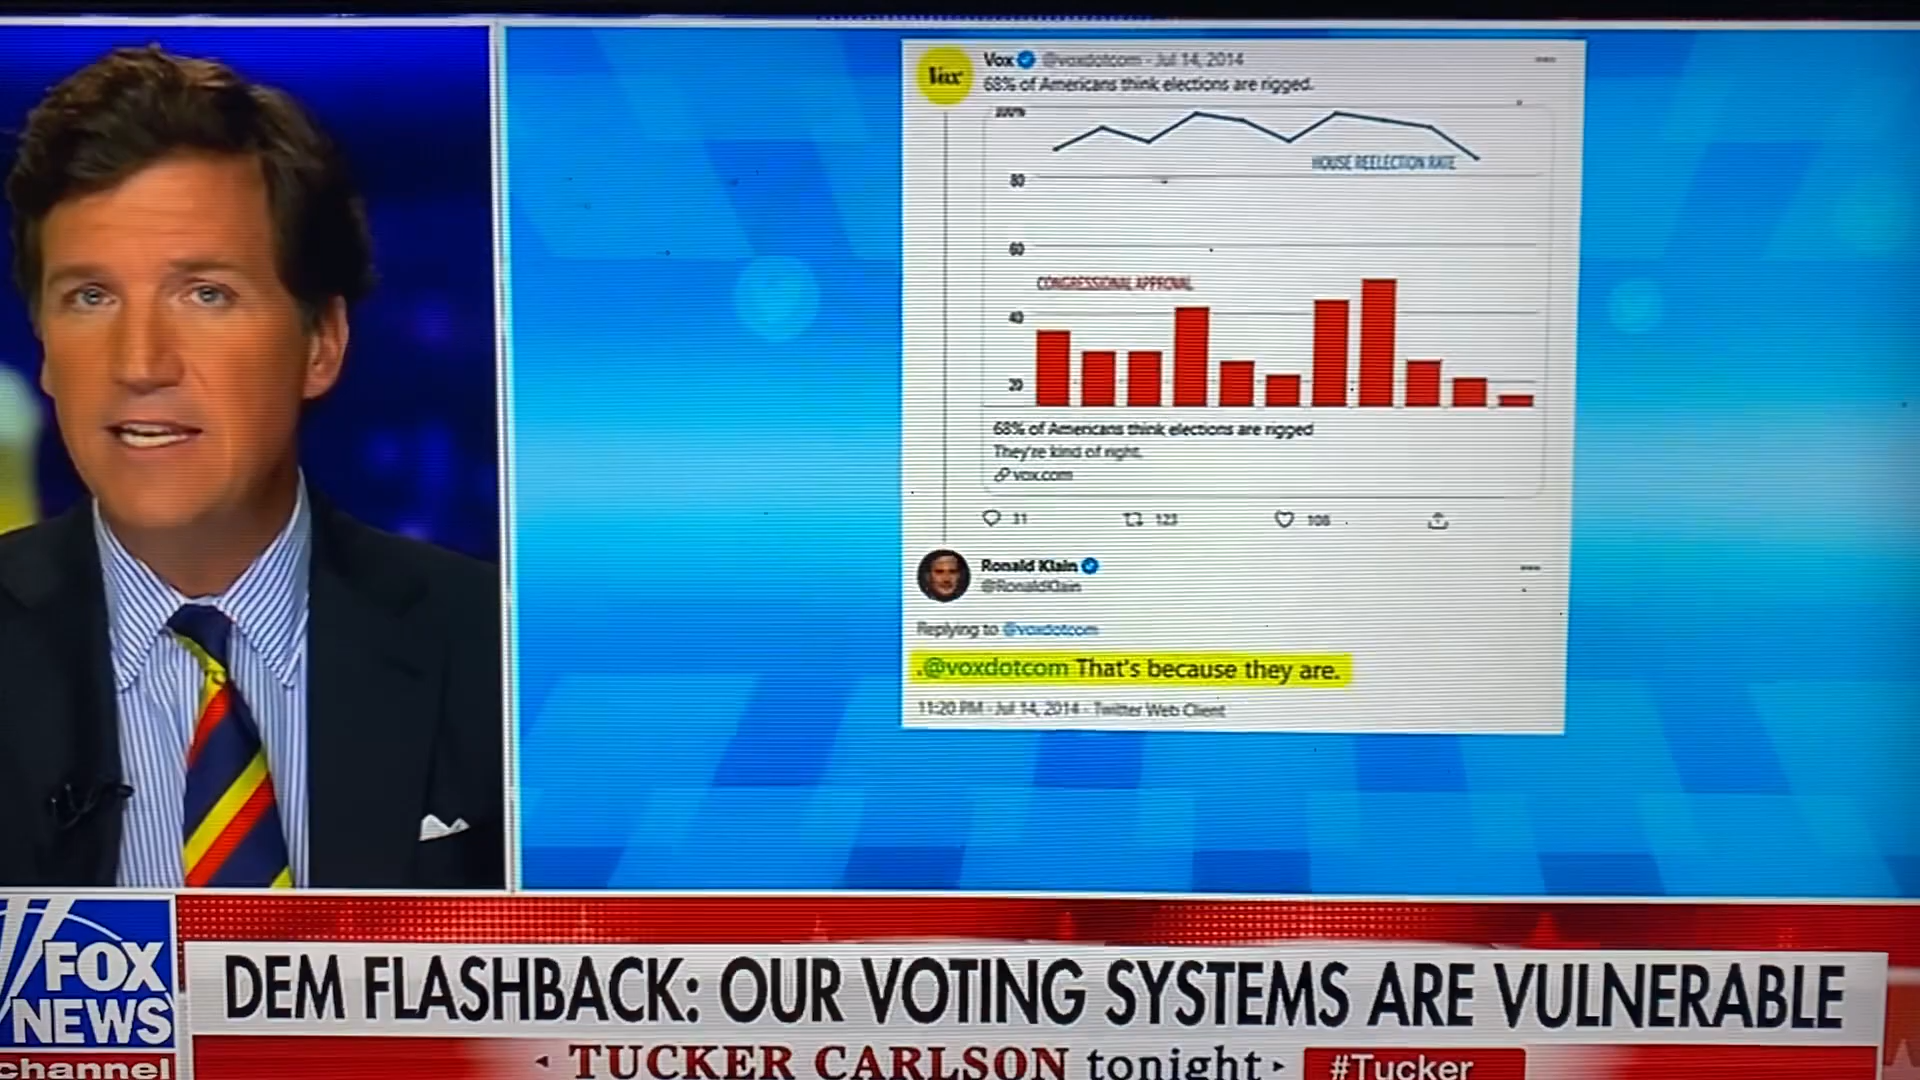 Vox @voxdotcom - Jul 14, 2014
Vox
68% of Americans think elections are rigged.
100%
HOUSE REELECTION RATE
80
60
CONGRESSIONAL APPROVAL
40
20
68% of Americans think elections are rigged
They're kind of right.
vox.com
31 123 108
Ronald Klain
@RonaldKlain
Replying to @voxdotcom
.@voxdotcom That's because they are.
11:20 PM - Jul 14, 2014 - Twitter Web Client
FOX
NEWS
channel
DEM FLASHBACK: OUR VOTING SYSTEMS ARE VULNERABLE
TUCKER CARLSON tonight
#Tucker